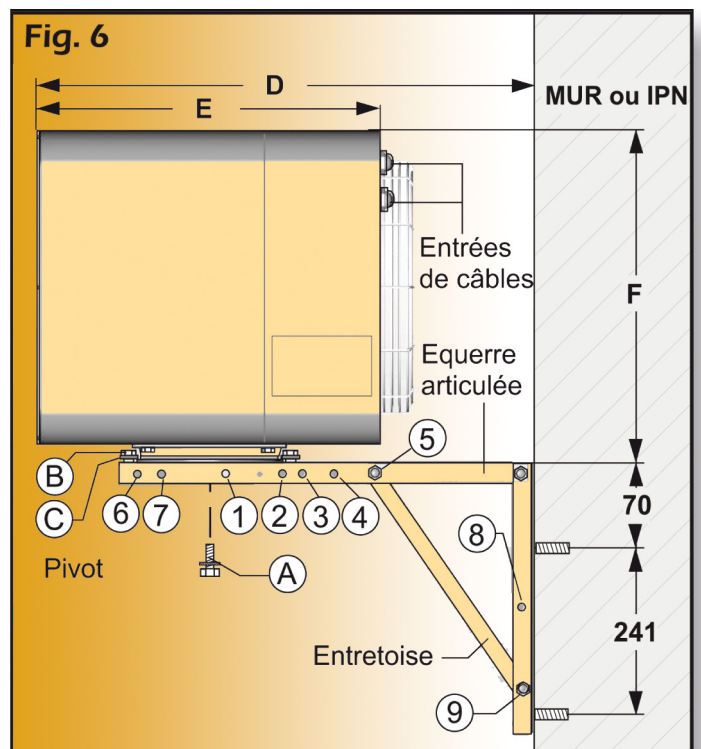 Fig. 6
D
E
MUR ou IPN
Entrées
de câbles
F
Equerre
articulée
B
5
C
6
7
1
2
3
4
70
8
Pivot
A
241
Entretoise
9